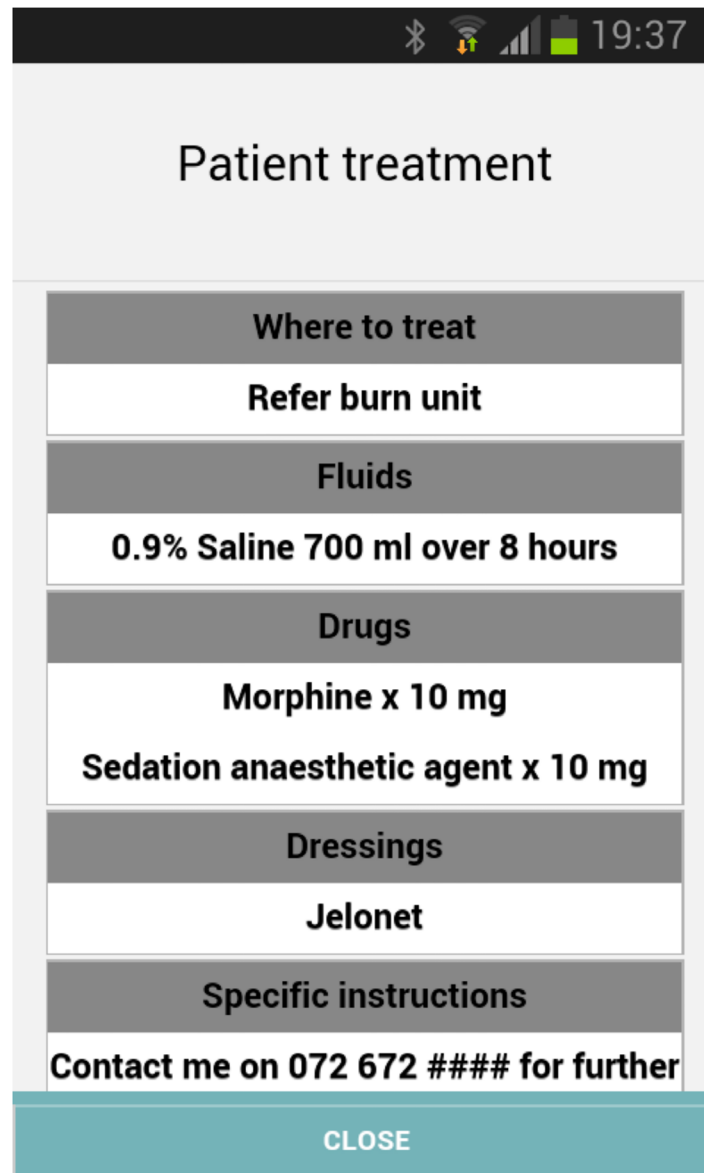 19:37
Patient treatment
Where to treat
Refer burn unit
Fluids
0.9% Saline 700 ml over 8 hours
Drugs
Morphine x 10 mg
Sedation anaesthetic agent x 10 mg
Dressings
Jelonet
Specific instructions
Contact me on 072 672 #### for further
CLOSE